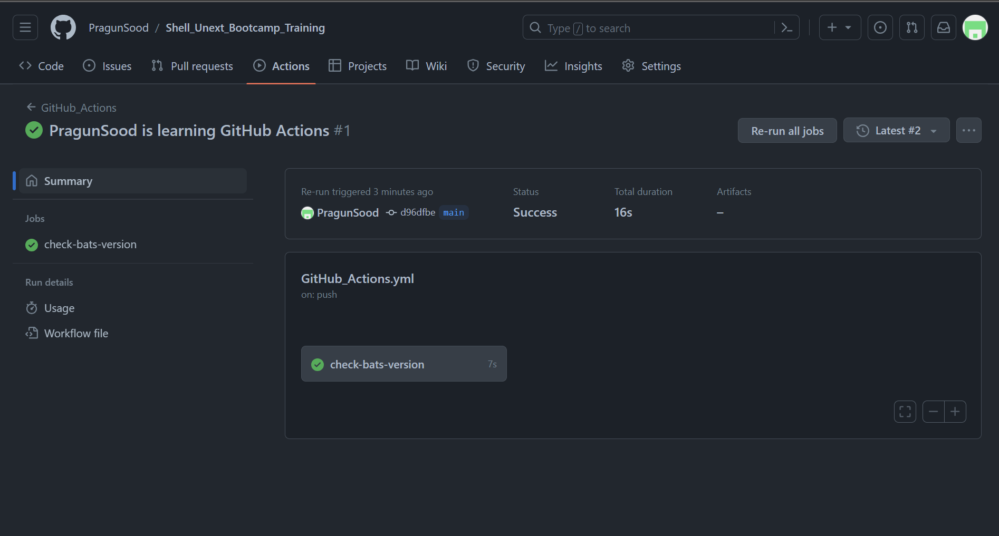 PragunSood / Shell_Unext_Bootcamp_Training
Type / to search
Code Issues Pull requests Actions Projects Wiki Security Insights Settings
GitHub_Actions
PragunSood is learning GitHub Actions #1
Re-run all jobs
Latest #2
Summary
Jobs
check-bats-version
Run details
Usage
Workflow file
Re-run triggered 3 minutes ago
PragunSood d96dfbe main
Status
Success
Total duration
16s
Artifacts
–
GitHub_Actions.yml
on: push
check-bats-version 7s